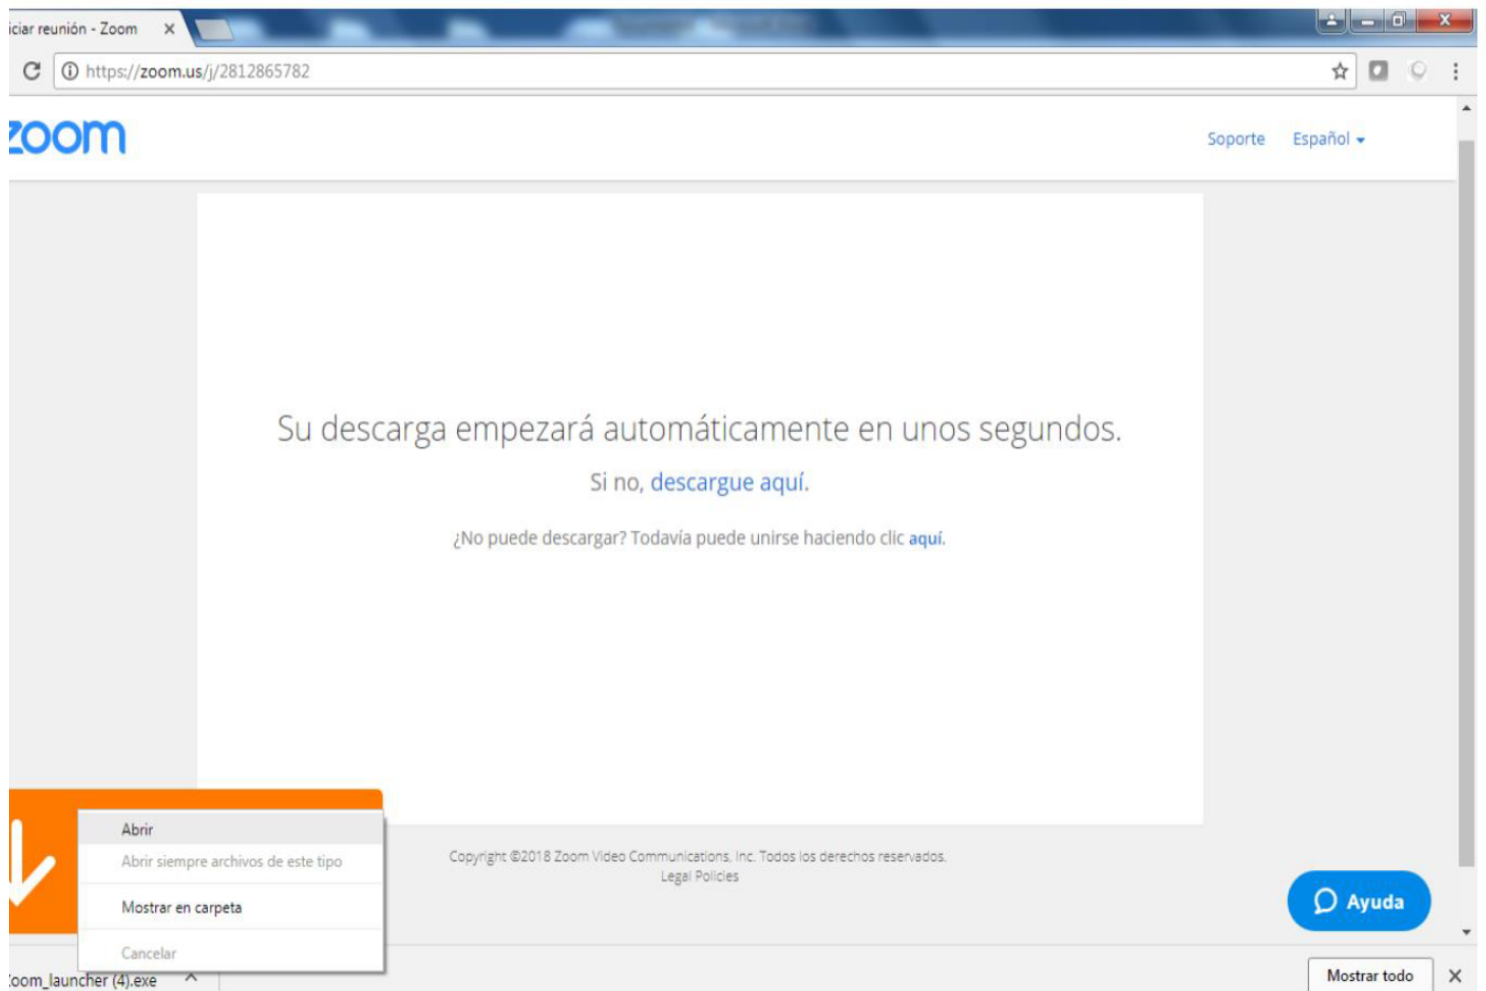 iciar reunión - Zoom
https://zoom.us/j/2812865782
zoom
Soporte Español
Su descarga empezará automáticamente en unos segundos.
Si no, descargue aquí.
¿No puede descargar? Todavía puede unirse haciendo clic aquí.
Abrir
Abrir siempre archivos de este tipo
Mostrar en carpeta
Cancelar
Copyright ©2018 Zoom Video Communications, Inc. Todos los derechos reservados.
Legal Policies
Ayuda
Zoom_launcher (4).exe
Mostrar todo